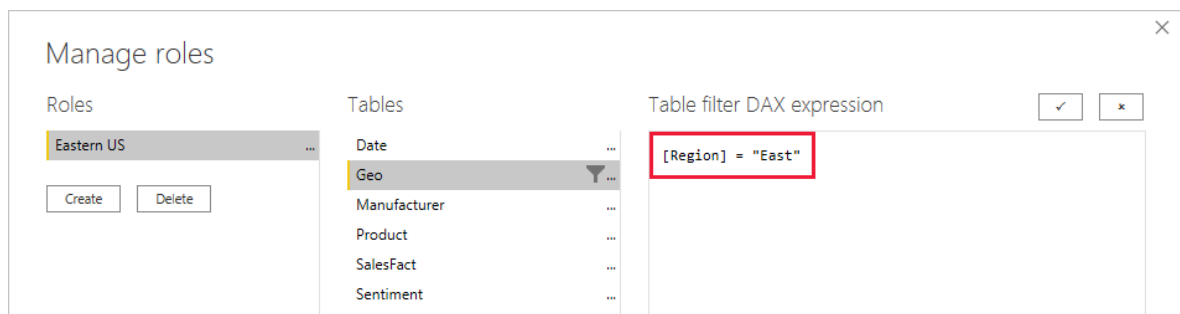 Manage roles
Roles
Tables
Table filter DAX expression
Eastern US ...
Create
Delete
Date ...
Geo ...
Manufacturer ...
Product ...
SalesFact ...
Sentiment ...
[Region] = "East"